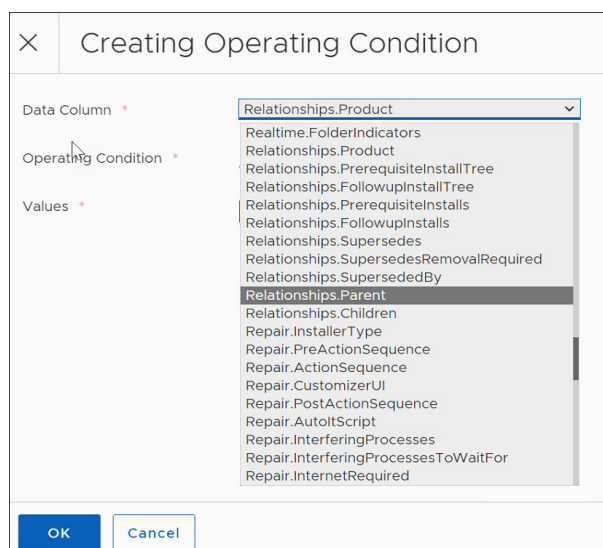 Creating Operating Condition
Data Column *
Relationships.Product
Realtime.FolderIndicators
Relationships.Product
Operating Condition *
Relationships.PrerequisiteInstallTree
Relationships.FollowupInstallTree
Values *
Relationships.PrerequisiteInstalls
Relationships.FollowupInstalls
Relationships.Supersedes
Relationships.SupersedesRemovalRequired
Relationships.SupersededBy
Relationships.Parent
Relationships.Children
Repair.InstallerType
Repair.PreActionSequence
Repair.ActionSequence
Repair.CustomizerUI
Repair.PostActionSequence
Repair.AutoItScript
Repair.InterferingProcesses
Repair.InterferingProcessesToWaitFor
Repair.InternetRequired
OK
Cancel